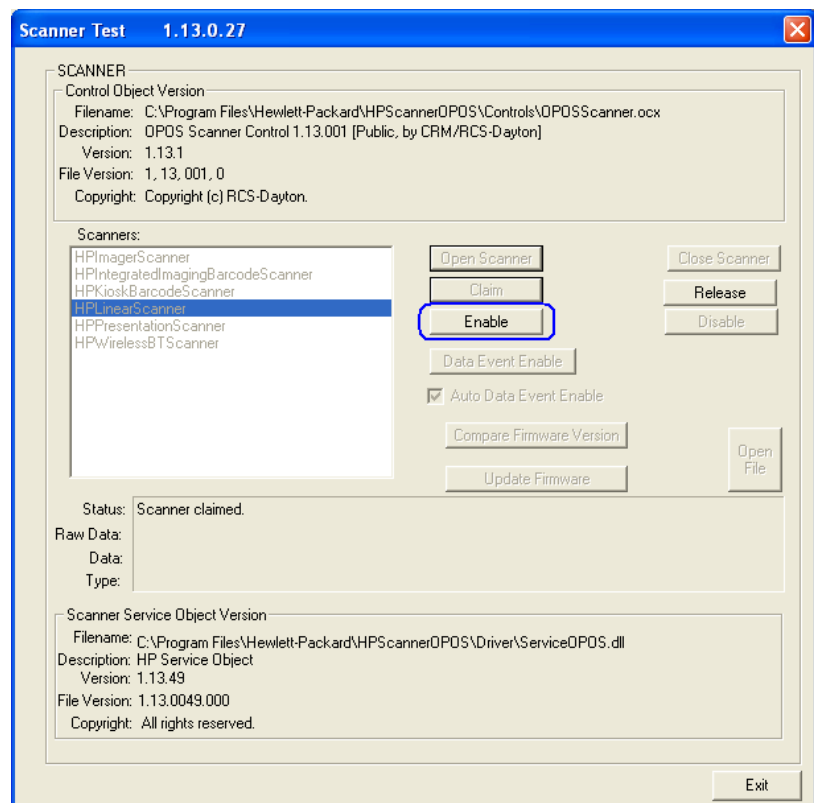 Scanner Test 1.13.0.27
SCANNER
Control Object Version
Filename: C:\Program Files\Hewlett-Packard\HPScannerOPOS\Controls\OPOSScanner.ocx
Description: OPOS Scanner Control 1.13.001 [Public, by CRM/RCS-Dayton]
Version: 1.13.1
File Version: 1, 13, 001, 0
Copyright: Copyright (c) RCS-Dayton.
Scanners:
HPImagerScanner
HPIntegratedImagingBarcodeScanner
HPKioskBarcodeScanner
HPLinearScanner
HPPresentationScanner
HPWirelessBTScanner
Open Scanner
Close Scanner
Claim
Release
Enable
Disable
Data Event Enable
Auto Data Event Enable
Compare Firmware Version
Update Firmware
Open
File
Status: Scanner claimed.
Raw Data:
Data:
Type:
Scanner Service Object Version
Filename: C:\Program Files\Hewlett-Packard\HPScannerOPOS\Driver\ServiceOPOS.dll
Description: HP Service Object
Version: 1.13.49
File Version: 1.13.0049.000
Copyright: All rights reserved.
Exit